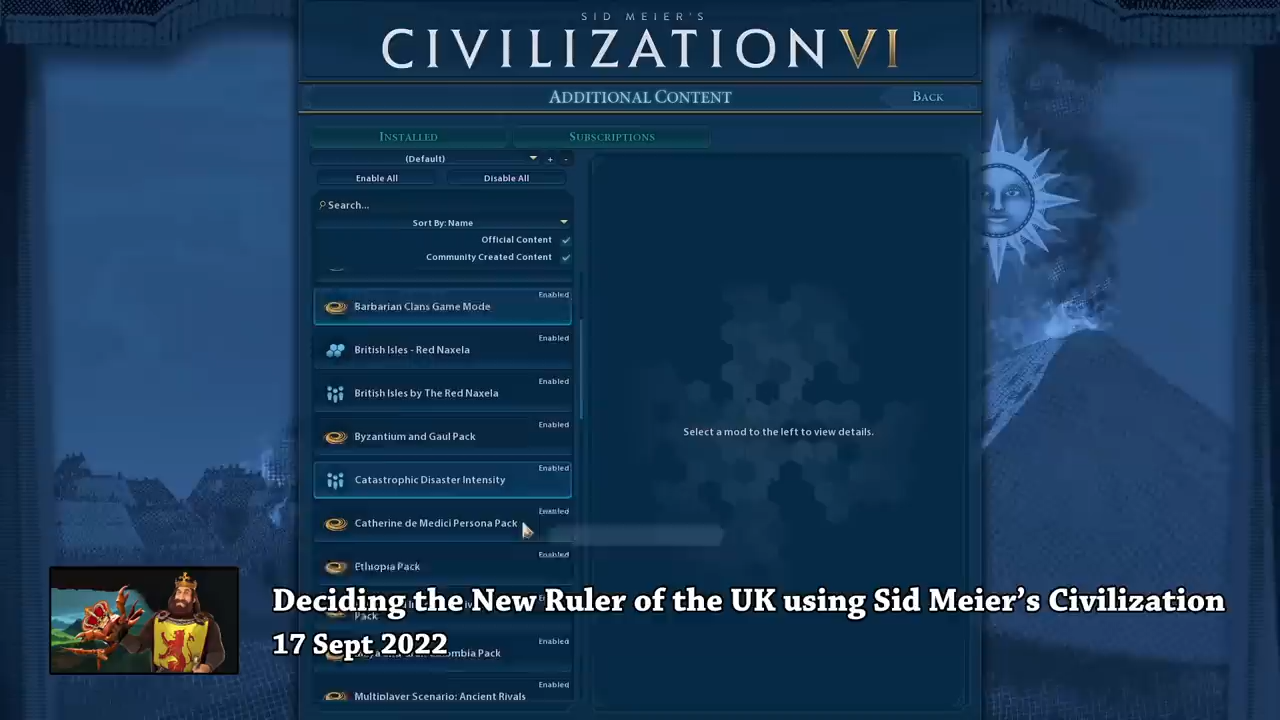 SID MEIER'S
CIVILIZATION VI
ADDITIONAL CONTENT
BACK
INSTALLED
SUBSCRIPTIONS
(Default)
+ -
Enable All
Disable All
Search...
Sort By: Name
Official Content
Community Created Content
Enabled
Barbarian Clans Game Mode
Enabled
British Isles - Red Naxela
Enabled
British Isles by The Red Naxela
Enabled
Byzantium and Gaul Pack
Enabled
Catastrophic Disaster Intensity
Enabled
Catherine de Medici Persona Pack
Enabled
Ethiopia Pack
Select a mod to the left to view details.
Deciding the New Ruler of the UK using Sid Meier's Civilization
Pack
17 Sept 2022
Enabled
Enabled
Multiplayer Scenario: Ancient Rivals